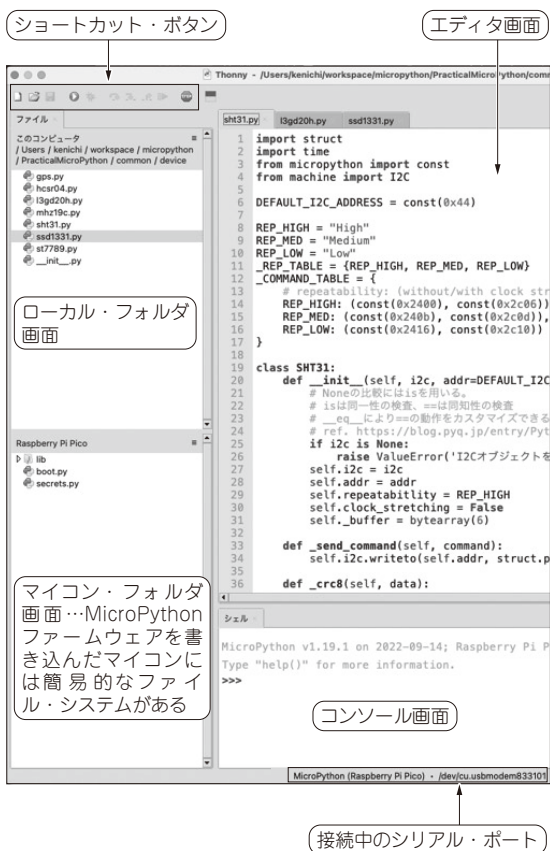 ショートカット・ボタン
エディタ画面
Thonny - /Users/kenichi/workspace/micropython/PracticalMicroPython/comm
ファイル
このコンピュータ
/ Users / kenichi / workspace / micropython
/ PracticalMicroPython / common / device
gps.py
hcsr04.py
l3gd20h.py
mhz19c.py
sht31.py
ssd1331.py
st7789.py
__init__.py
ローカル・フォルダ
画面
Raspberry Pi Pico
lib
boot.py
secrets.py
マイコン・フォルダ
画面…MicroPython
ファームウェアを書
き込んだマイコンに
は簡易的なファイ
ル・システムがある
sht31.py l3gd20h.py ssd1331.py
1 import struct
2 import time
3 from micropython import const
4 from machine import I2C
5
6 DEFAULT_I2C_ADDRESS = const(0x44)
7
8 REP_HIGH = "High"
9 REP_MED = "Medium"
10 REP_LOW = "Low"
11 _REP_TABLE = {REP_HIGH, REP_MED, REP_LOW}
12 _COMMAND_TABLE = {
13 # repeatability: (without/with clock str
14 REP_HIGH: (const(0x2400), const(0x2c06))
15 REP_MED: (const(0x240b), const(0x2c0d)),
16 REP_LOW: (const(0x2416), const(0x2c10))
17 }
18
19 class SHT31:
20 def __init__(self, i2c, addr=DEFAULT_I2C
21 # Noneの比較にはisを用いる。
22 # isは同一性の検査、==は同知性の検査
23 # __eq__により==の動作をカスタマイズできる
24 # ref. https://blog.pyq.jp/entry/Pyt
25 if i2c is None:
26 raise ValueError('I2Cオブジェクトを
27 self.i2c = i2c
28 self.addr = addr
29 self.repeatabitlity = REP_HIGH
30 self.clock_stretching = False
31 self._buffer = bytearray(6)
32
33 def _send_command(self, command):
34 self.i2c.writeto(self.addr, struct.p
35
36 def _crc8(self, data):
シェル
MicroPython v1.19.1 on 2022-09-14; Raspberry Pi P
Type "help()" for more information.
>>>
コンソール画面
MicroPython (Raspberry Pi Pico) • /dev/cu.usbmodem833101
接続中のシリアル・ポート